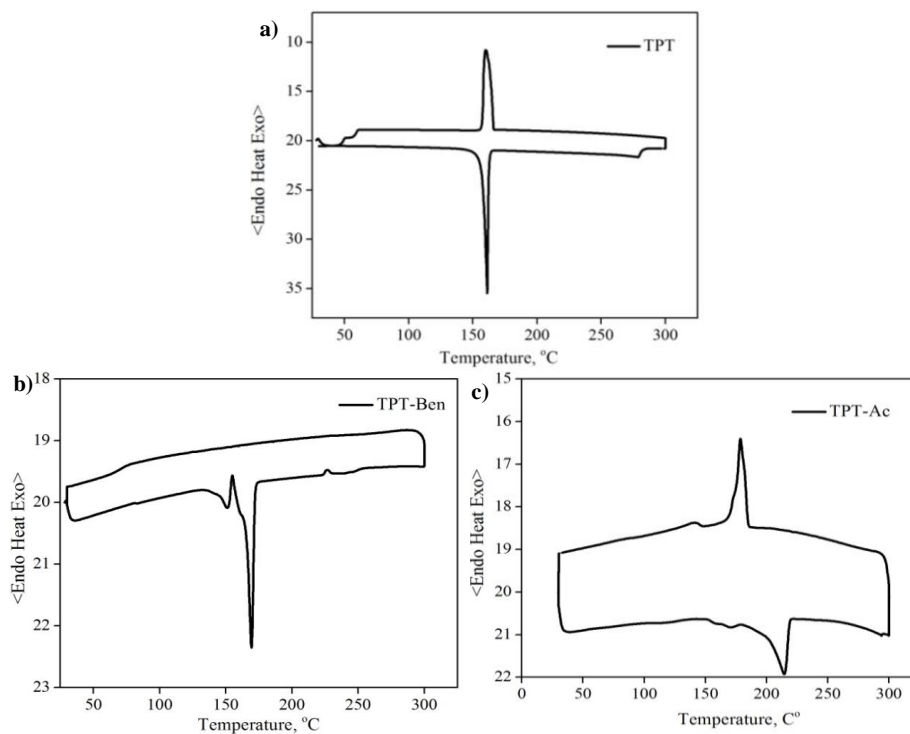 a)
TPT
10
15
20
25
30
35
<Endo Heat Exo>
50 100 150 200 250 300
Temperature, °C
b)
TPT-Ben
18
19
20
21
22
23
<Endo Heat Exo>
50 100 150 200 250 300
Temperature, °C
c)
TPT-Ac
15
16
17
18
19
20
21
22
<Endo Heat Exo>
0 50 100 150 200 250 300
Temperature, C°